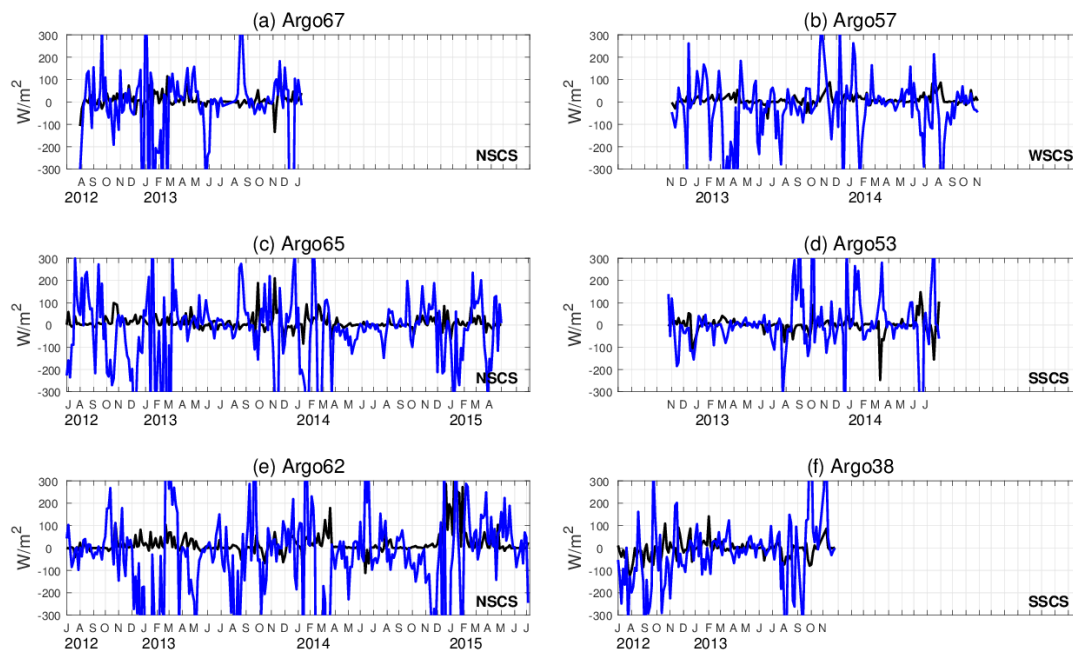 (a) Argo67
300
200
100
0
-100
-200
-300
W/m2
NSCS
A S O N D J F M A M J J A S O N D J
2012 2013
(b) Argo57
300
200
100
0
-100
-200
-300
W/m2
WSCS
N D J F M A M J J A S O N D J F M A M J J A S O N
2013 2014
(c) Argo65
300
200
100
0
-100
-200
-300
W/m2
NSCS
J A S O N D J F M A M J J A S O N D J F M A M J J A S O N D J F M A
2012 2013 2014 2015
(d) Argo53
300
200
100
0
-100
-200
-300
W/m2
SSCS
N D J F M A M J J A S O N D J F M A M J J
2013 2014
(e) Argo62
300
200
100
0
-100
-200
-300
W/m2
NSCS
J A S O N D J F M A M J J A S O N D J F M A M J J A S O N D J F M A M J J
2012 2013 2014 2015
(f) Argo38
300
200
100
0
-100
-200
-300
W/m2
SSCS
J A S O N D J F M A M J J A S O N
2012 2013